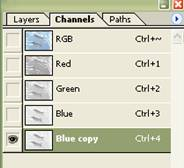 Layers Channels Paths
RGB Ctrl+~
Red Ctrl+1
Green Ctrl+2
Blue Ctrl+3
Blue copy Ctrl+4